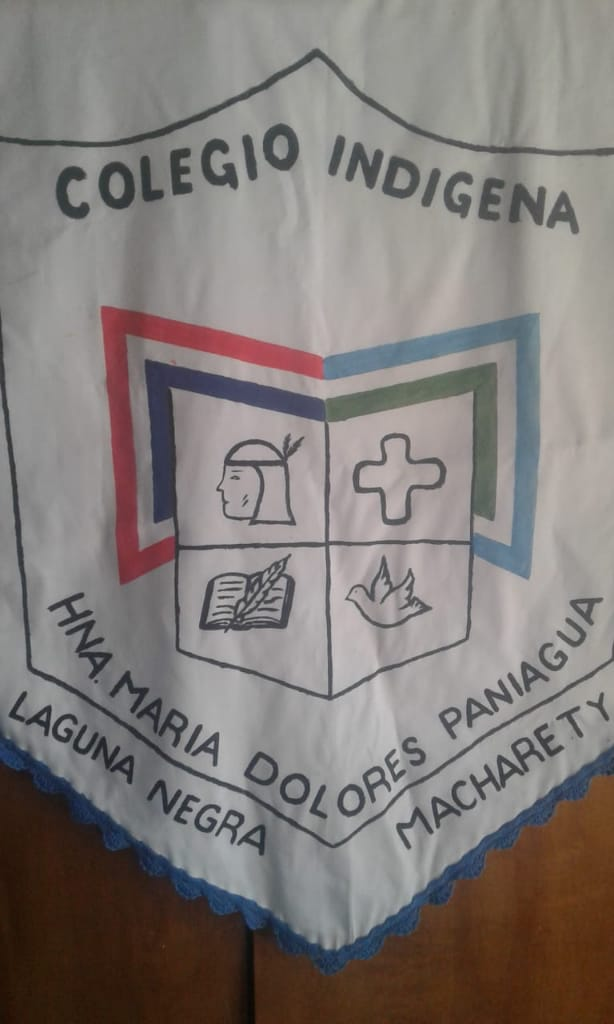 COLEGIO INDIGENA
HNA. MARIA DOLORES PANIAGUA
LAGUNA NEGRA MACHARETY